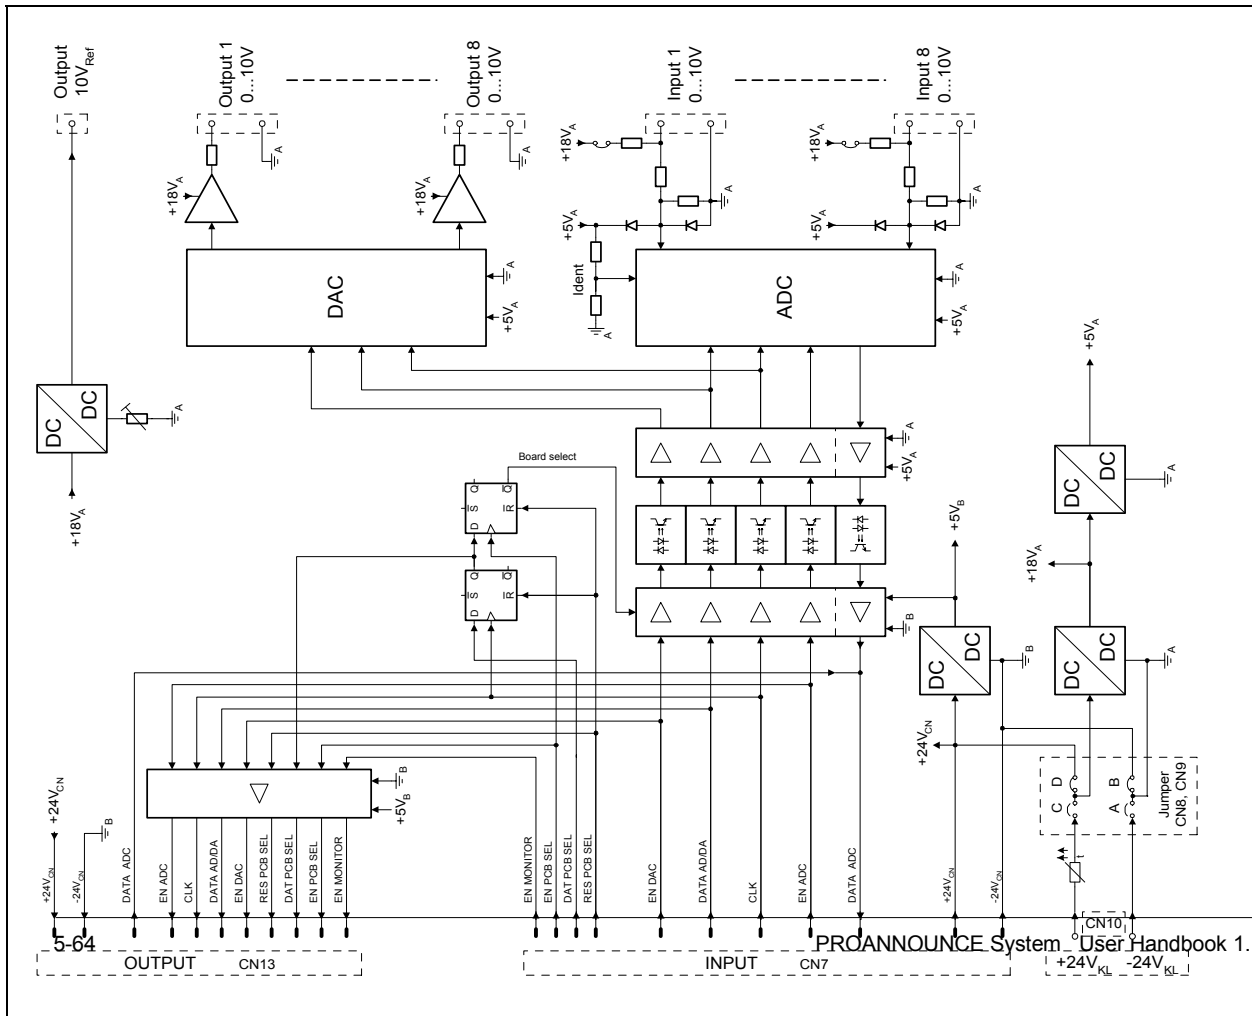 Output
10V Ref
Output 1
0...10V
Output 8
0...10V
Input 1
0...10V
Input 8
0...10V
A
A
+18VA
+18VA
+18VA
+18VA
+5VA
+5VA
A
A
DAC
A
+5VA
Ident
A
ADC
A
+5VA
DC
DC
A
+18VA
Board select
D
S
Q
Q
R
D
S
Q
Q
R
A
+5VA
B
+5VB
+5VA
DC
DC
A
+18VA
DC
DC
B
DC
DC
A
+24VCN
B
+5VB
C
D
A
B
Jumper
CN8, CN9
t
+24VCN
B
+24VCN
-24VCN
DATA ADC
EN ADC
CLK
DATA AD/DA
EN DAC
RES PCB SEL
DAT PCB SEL
EN PCB SEL
EN MONITOR
EN MONITOR
EN PCB SEL
DAT PCB SEL
RES PCB SEL
EN DAC
DATA AD/DA
CLK
EN ADC
DATA ADC
+24VCN
-24VCN
CN10
5-64
PROANNOUNCE System User Handbook 1.
OUTPUT CN13
INPUT CN7
+24VKL -24VKL